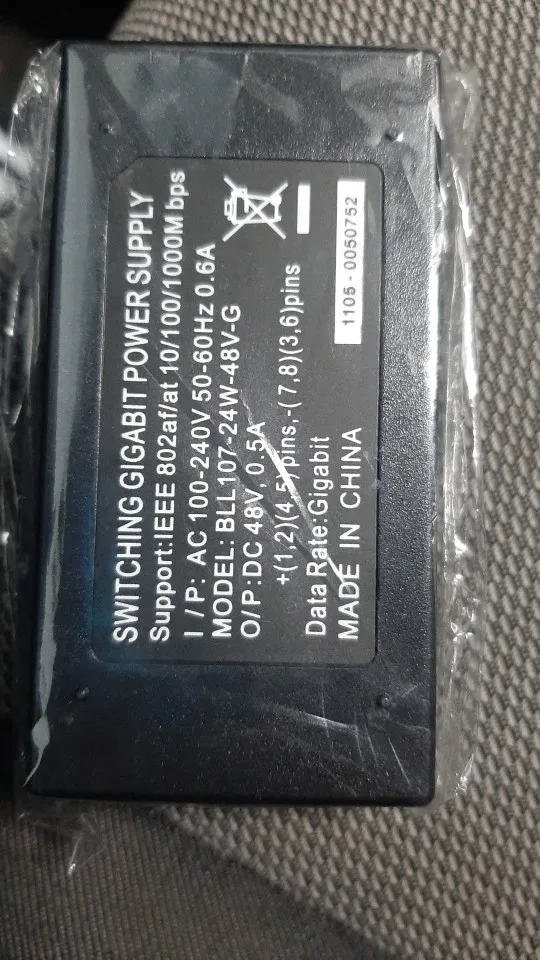 SWITCHING GIGABIT POWER SUPPLY
Support:IEEE 802af/at 10/100/1000M bps
I / P: AC 100-240V 50-60Hz 0.6A
MODEL: BLL107-24W-48V-G
O/P:DC 48V, 0.5A
+(1,2)(4,5)pins,-(7,8)(3,6)pins
Data Rate:Gigabit
MADE IN CHINA
1105 - 0050752